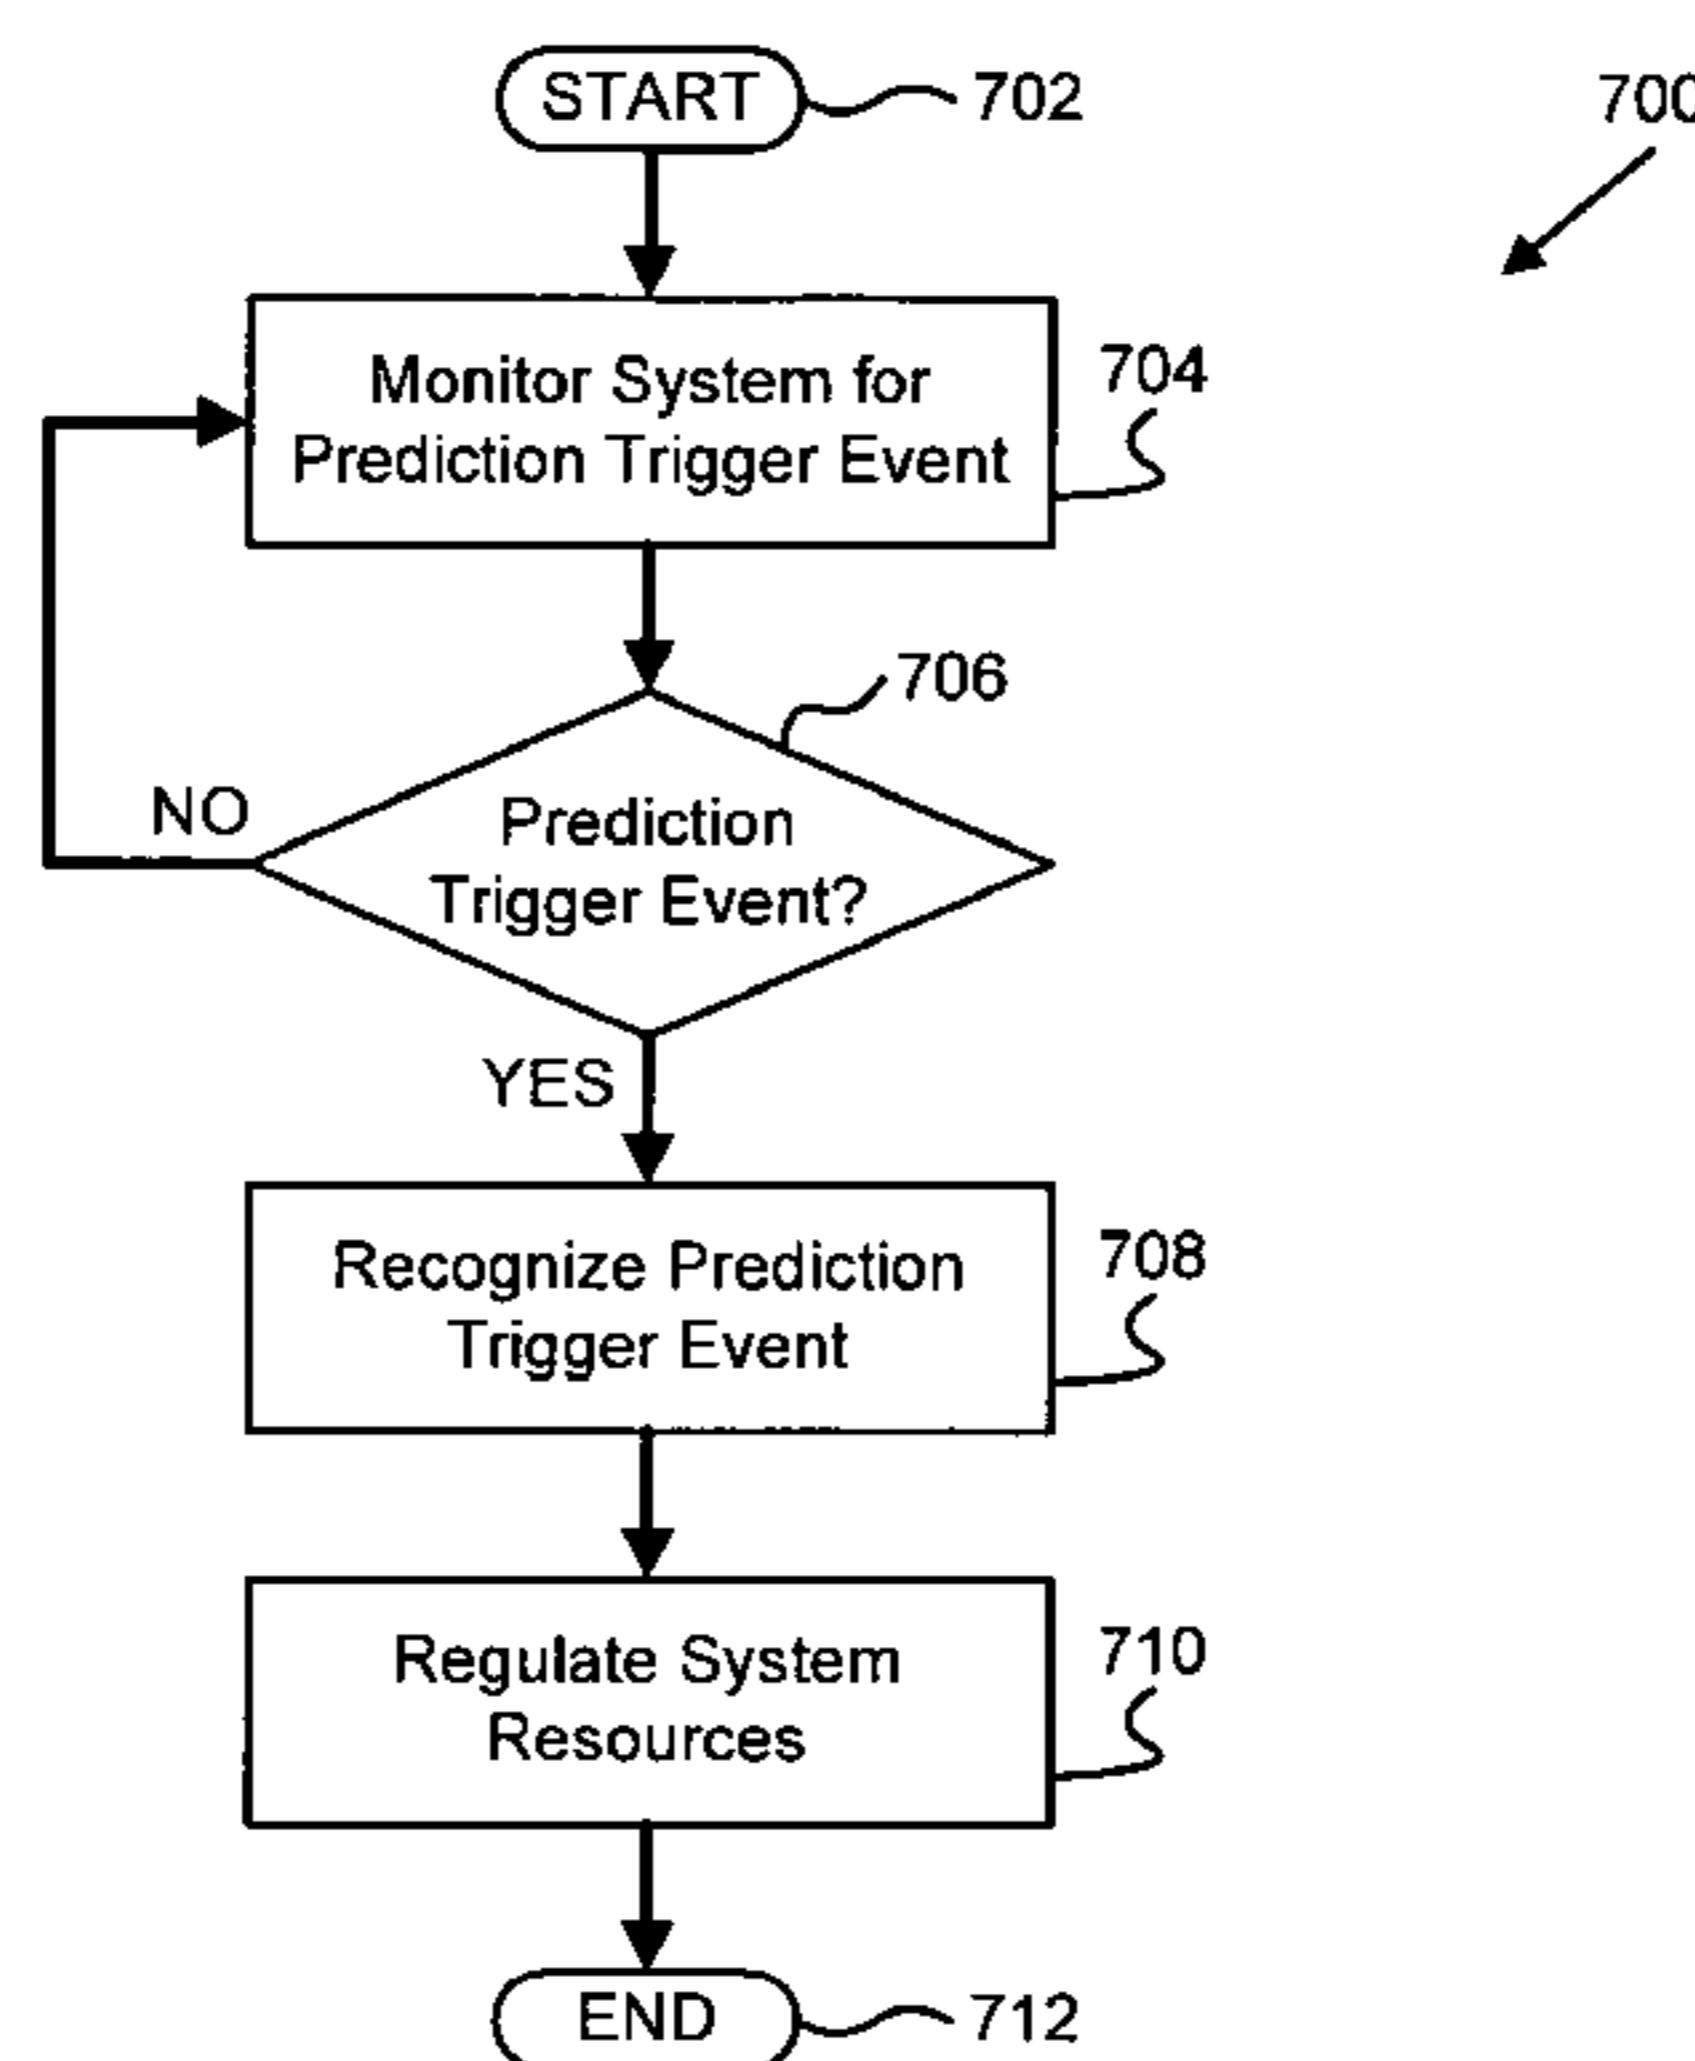 START
702
700
Monitor System for
Prediction Trigger Event
704
706
Prediction
Trigger Event?
NO
YES
Recognize Prediction
Trigger Event
708
Regulate System
Resources
710
END
712